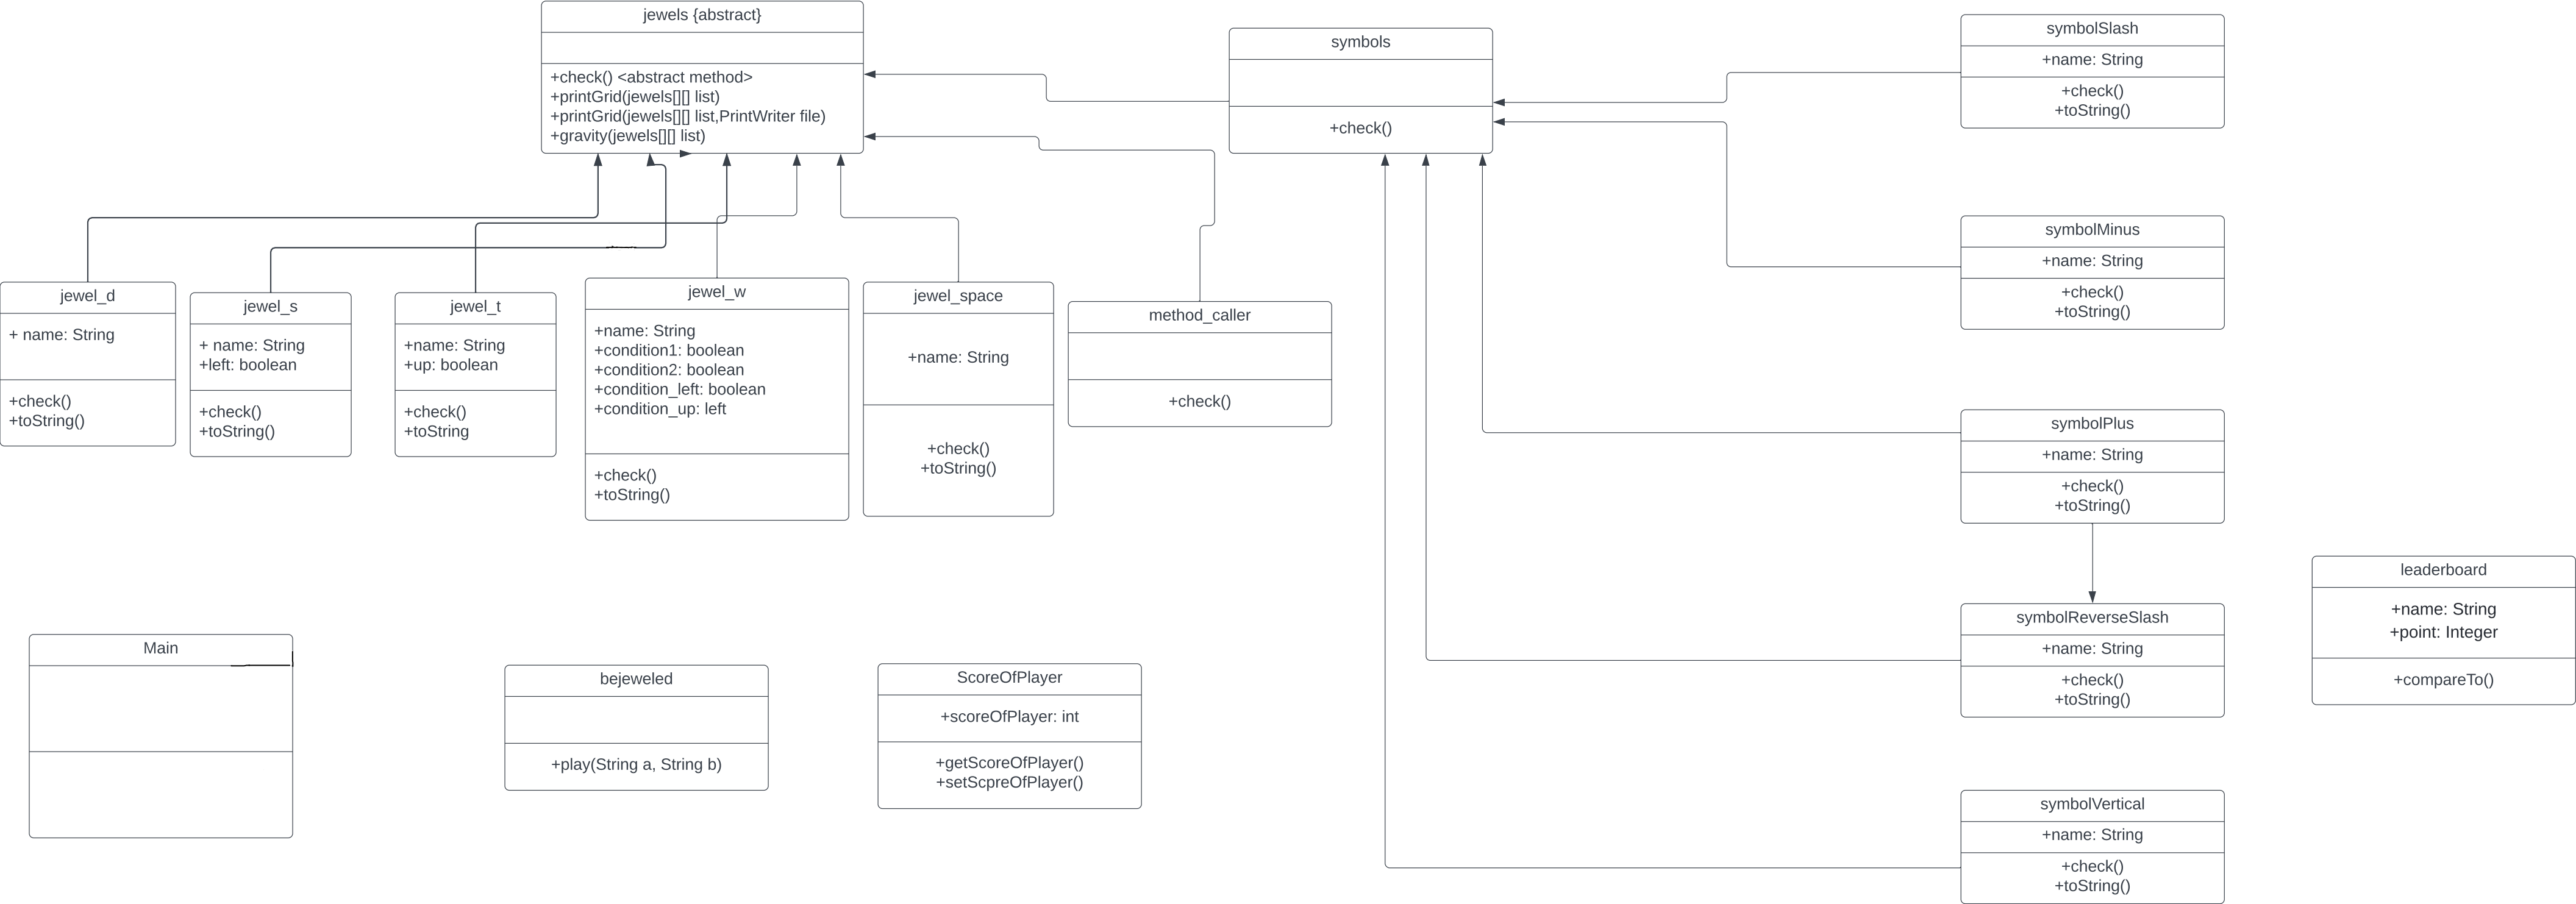 jewels {abstract}
+check() <abstract method>
+printGrid(jewels[][] list)
+printGrid(jewels[][] list,PrintWriter file)
+gravity(jewels[][] list)
symbols
+check()
symbolSlash
+name: String
+check()
+toString()
symbolMinus
+name: String
+check()
+toString()
jewel_d
+ name: String
+check()
+toString()
jewel_s
+ name: String
+left: boolean
+check()
+toString()
jewel_t
+name: String
+up: boolean
+check()
+toString
jewel_w
+name: String
+condition1: boolean
+condition2: boolean
+condition_left: boolean
+condition_up: left
+check()
+toString()
jewel_space
+name: String
+check()
+toString()
method_caller
+check()
symbolPlus
+name: String
+check()
+toString()
symbolReverseSlash
+name: String
+check()
+toString()
leaderboard
+name: String
+point: Integer
+compareTo()
Main
bejeweled
+play(String a, String b)
ScoreOfPlayer
+scoreOfPlayer: int
+getScoreOfPlayer()
+setScpreOfPlayer()
symbolVertical
+name: String
+check()
+toString()